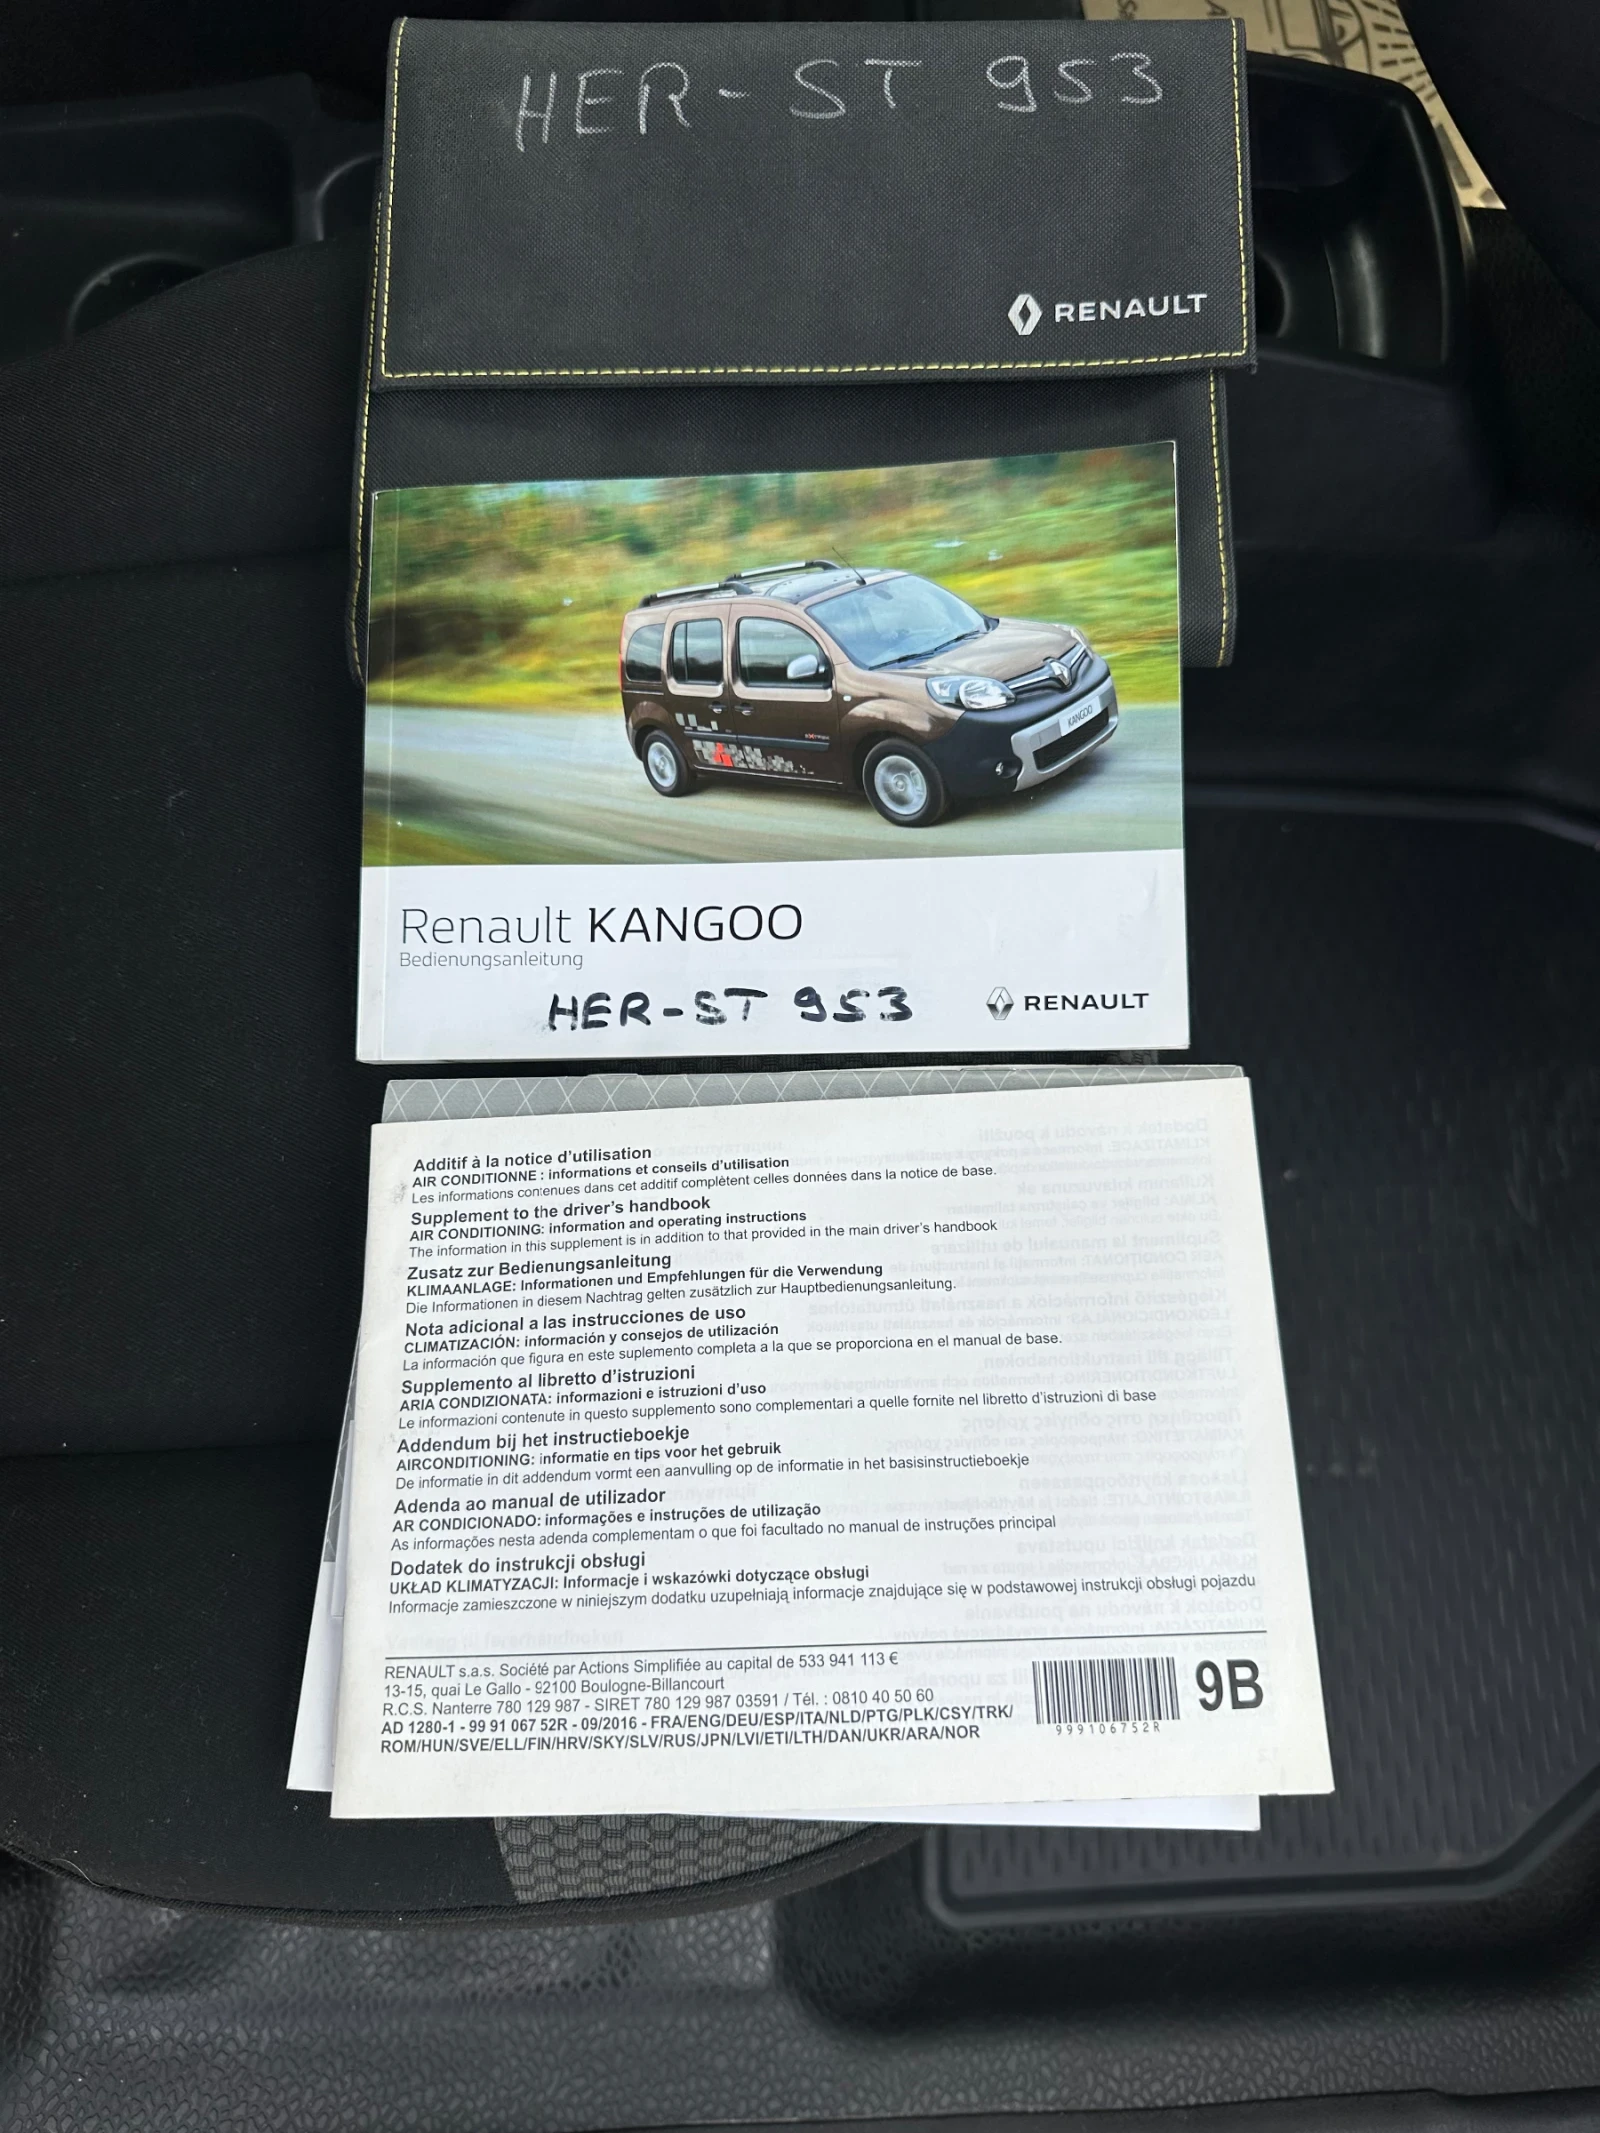 HER-ST 953
RENAULT
KANGOO
Renault KANGOO
Bedienungsanleitung
HER-ST 953
RENAULT
Additif à la notice d'utilisation
AIR CONDITIONNE : informations et conseils d'utilisation
Les informations contenues dans cet additif complètent celles données dans la notice de base.
Supplement to the driver's handbook
AIR CONDITIONING: information and operating instructions
The information in this supplement is in addition to that provided in the main driver's handbook
Zusatz zur Bedienungsanleitung
KLIMAANLAGE: Informationen und Empfehlungen für die Verwendung
Die Informationen in diesem Nachtrag gelten zusätzlich zur Hauptbedienungsanleitung.
Nota adicional a las instrucciones de uso
CLIMATIZACIÓN: información y consejos de utilización
La información que figura en este suplemento completa a la que se proporciona en el manual de base.
Supplemento al libretto d'istruzioni
ARIA CONDIZIONATA: informazioni e istruzioni d'uso
Le informazioni contenute in questo supplemento sono complementari a quelle fornite nel libretto d'istruzioni di base
Addendum bij het instructieboekje
AIRCONDITIONING: informatie en tips voor het gebruik
De informatie in dit addendum vormt een aanvulling op de informatie in het basisinstructieboekje
Adenda ao manual de utilizador
AR CONDICIONADO: informações e instruções de utilização
As informações nesta adenda complementam o que foi facultado no manual de instruções principal
Dodatek do instrukcji obsługi
UKŁAD KLIMATYZACJI: Informacje i wskazówki dotyczące obsługi
Informacje zamieszczone w niniejszym dodatku uzupełniają informacje znajdujące się w podstawowej instrukcji obsługi pojazdu
RENAULT s.a.s. Société par Actions Simplifiée au capital de 533 941 113 €
13-15, quai Le Gallo - 92100 Boulogne-Billancourt
R.C.S. Nanterre 780 129 987 - SIRET 780 129 987 03591 / Tél. : 0810 40 50 60
AD 1280-1 - 99 91 067 52R - 09/2016 - FRA/ENG/DEU/ESP/ITA/NLD/PTG/PLK/CSY/TRK/
ROM/HUN/SVE/ELL/FIN/HRV/SKY/SLV/RUS/JPN/LVI/ETI/LTH/DAN/UKR/ARA/NOR
999106752R
9B